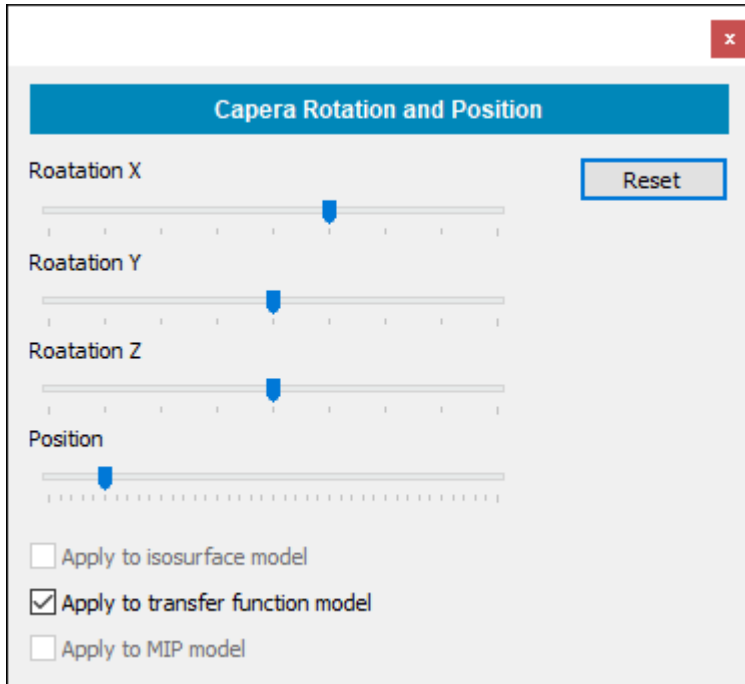 x
Capera Rotation and Position
Roatation X
Reset
Roatation Y
Roatation Z
Position
Apply to isosurface model
Apply to transfer function model
Apply to MIP model